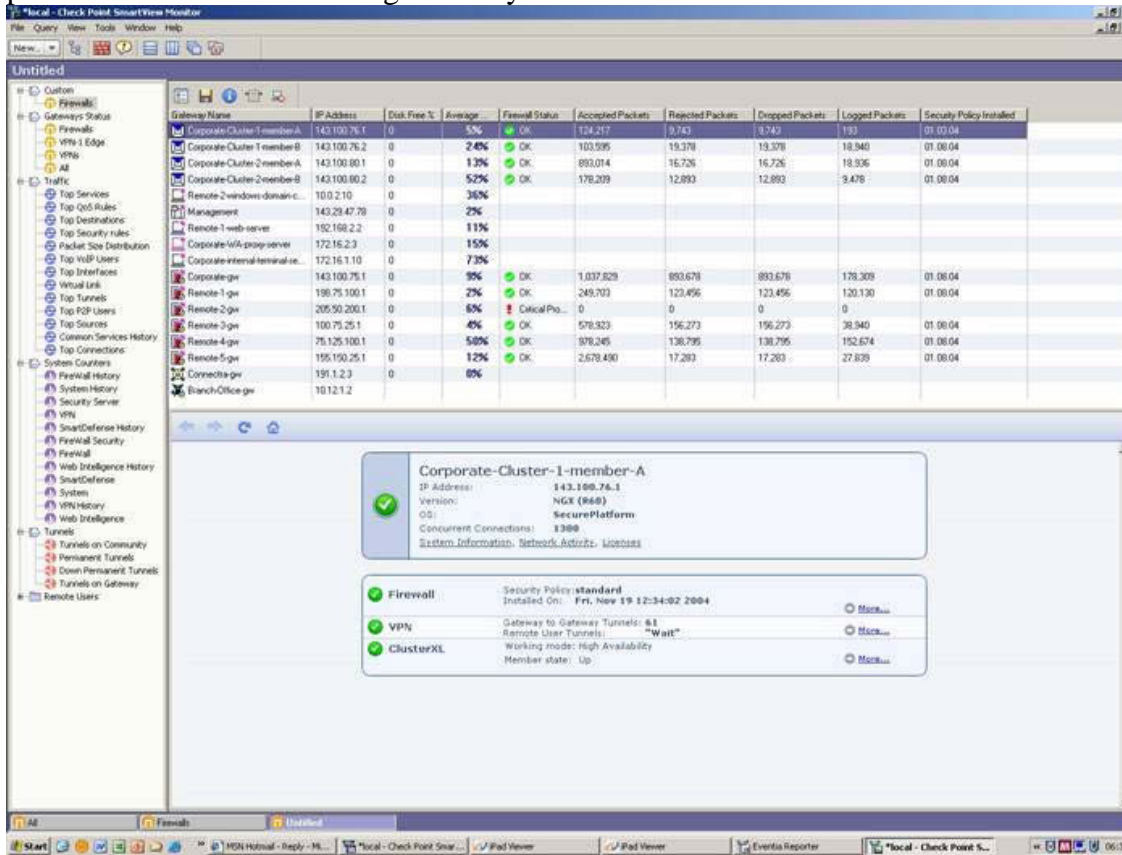 *local - Check Point SmartView Monitor
File Query View Tools Window Help
New...
Untitled
Custom
Firewalls
Gateways Status
Firewalls
VPN-1 Edge
VPNs
All
Traffic
Top Services
Top QoS Rules
Top Destinations
Top Security rules
Packet Size Distribution
Top VoIP Users
Top Interfaces
Virtual Link
Top Tunnels
Top P2P Users
Top Sources
Common Services History
Top Connections
System Counters
FireWall History
System History
Security Server
VPN
SmartDefense History
FireWall Security
FireWall
Web Intelligence History
SmartDefense
System
VPN History
Web Intelligence
Tunnels
Tunnels on Community
Permanent Tunnels
Down Permanent Tunnels
Tunnels on Gateway
Remote Users
Gateway Name IP Address Disk Free % Average ... Firewall Status Accepted Packets Rejected Packets Dropped Packets Logged Packets Security Policy Installed
Corporate-Cluster-1-member-A 143.100.76.1 0 53% OK 124,217 9,743 9,743 193 01.03.04
Corporate-Cluster-1-member-B 143.100.76.2 0 24% OK 103,595 19,378 19,378 18,940 01.08.04
Corporate-Cluster-2-member-A 143.100.80.1 0 13% OK 893,014 16,726 16,726 18,936 01.08.04
Corporate-Cluster-2-member-B 143.100.80.2 0 52% OK 178,209 12,893 12,893 9,478 01.08.04
Remote-2-windows-domain-c... 10.0.2.10 0 36%
Management 143.29.47.78 0 2%
Remote-1-web-server 192.168.2.2 0 11%
Corporate-WA-proxy-server 172.16.2.3 0 15%
Corporate-internal-terminal-se... 172.16.1.10 0 73%
Corporate-gw 143.100.75.1 0 9% OK 1,037,829 893,678 893,678 178,309 01.08.04
Remote-1-gw 198.75.100.1 0 2% OK 249,703 123,456 123,456 120,130 01.08.04
Remote-2-gw 205.50.200.1 0 6% Critical Pro... 0 0 0 0
Remote-3-gw 100.75.25.1 0 4% OK 578,923 156,273 156,273 38,940 01.08.04
Remote-4-gw 75.125.100.1 0 50% OK 978,245 138,795 138,795 152,674 01.08.04
Remote-5-gw 155.150.25.1 0 12% OK 2,678,490 17,283 17,283 27,839 01.08.04
Connectra-gw 191.1.2.3 0 0%
Branch-Office-gw 10.12.1.2
Corporate-Cluster-1-member-A
IP Address: 143.100.76.1
Version: NGX (R60)
OS: SecurePlatform
Concurrent Connections: 1300
System Information, Network Activity, Licenses
Firewall Security Policy: standard
Installed On: Fri. Nov 19 12:34:02 2004 More...
VPN Gateway to Gateway Tunnels: 61
Remote User Tunnels: "Wait" More...
ClusterXL Working mode: High Availability
Member state: Up More...
All Firewalls Untitled
Start MSN Hotmail - Reply - Mi... *local - Check Point Smar... iPad Viewer Eventia Reporter *local - Check Point S...